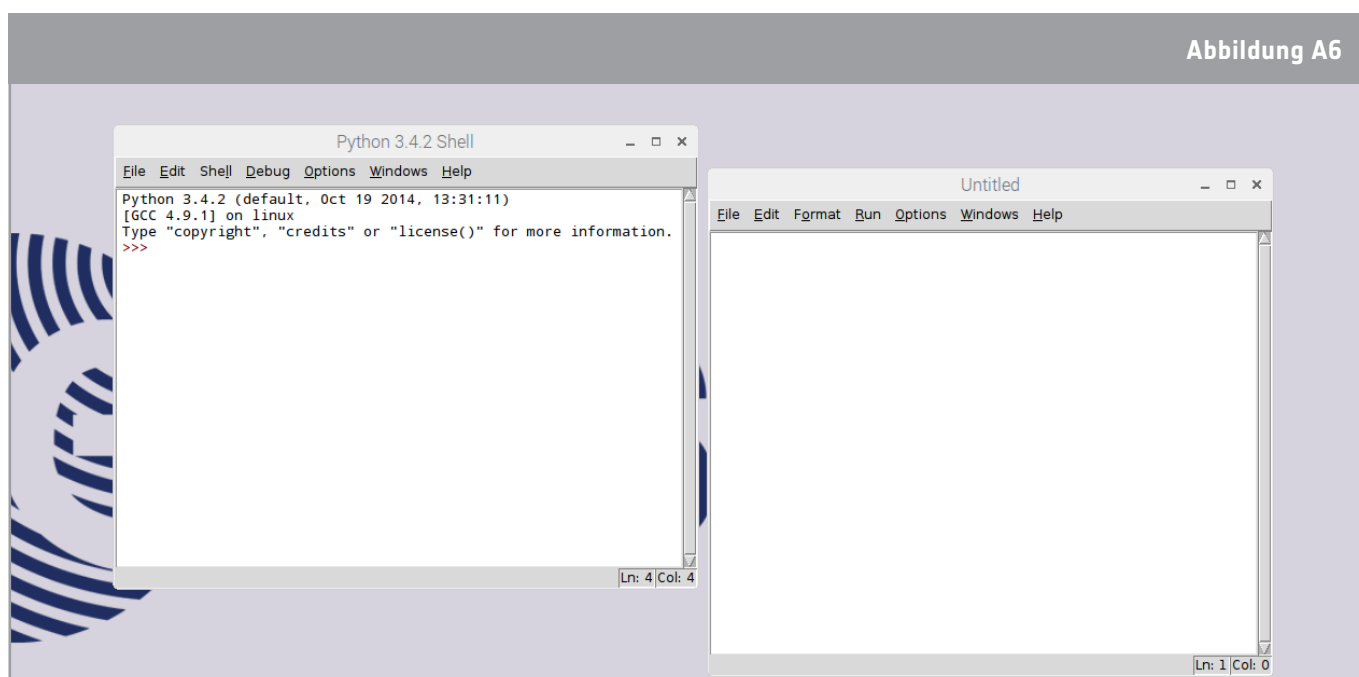 Abbildung A6
Python 3.4.2 Shell
File Edit Shell Debug Options Windows Help
Python 3.4.2 (default, Oct 19 2014, 13:31:11)
[GCC 4.9.1] on linux
Type "copyright", "credits" or "license()" for more information.
>>>
Ln: 4 Col: 4
Untitled
File Edit Format Run Options Windows Help
Ln: 1 Col: 0